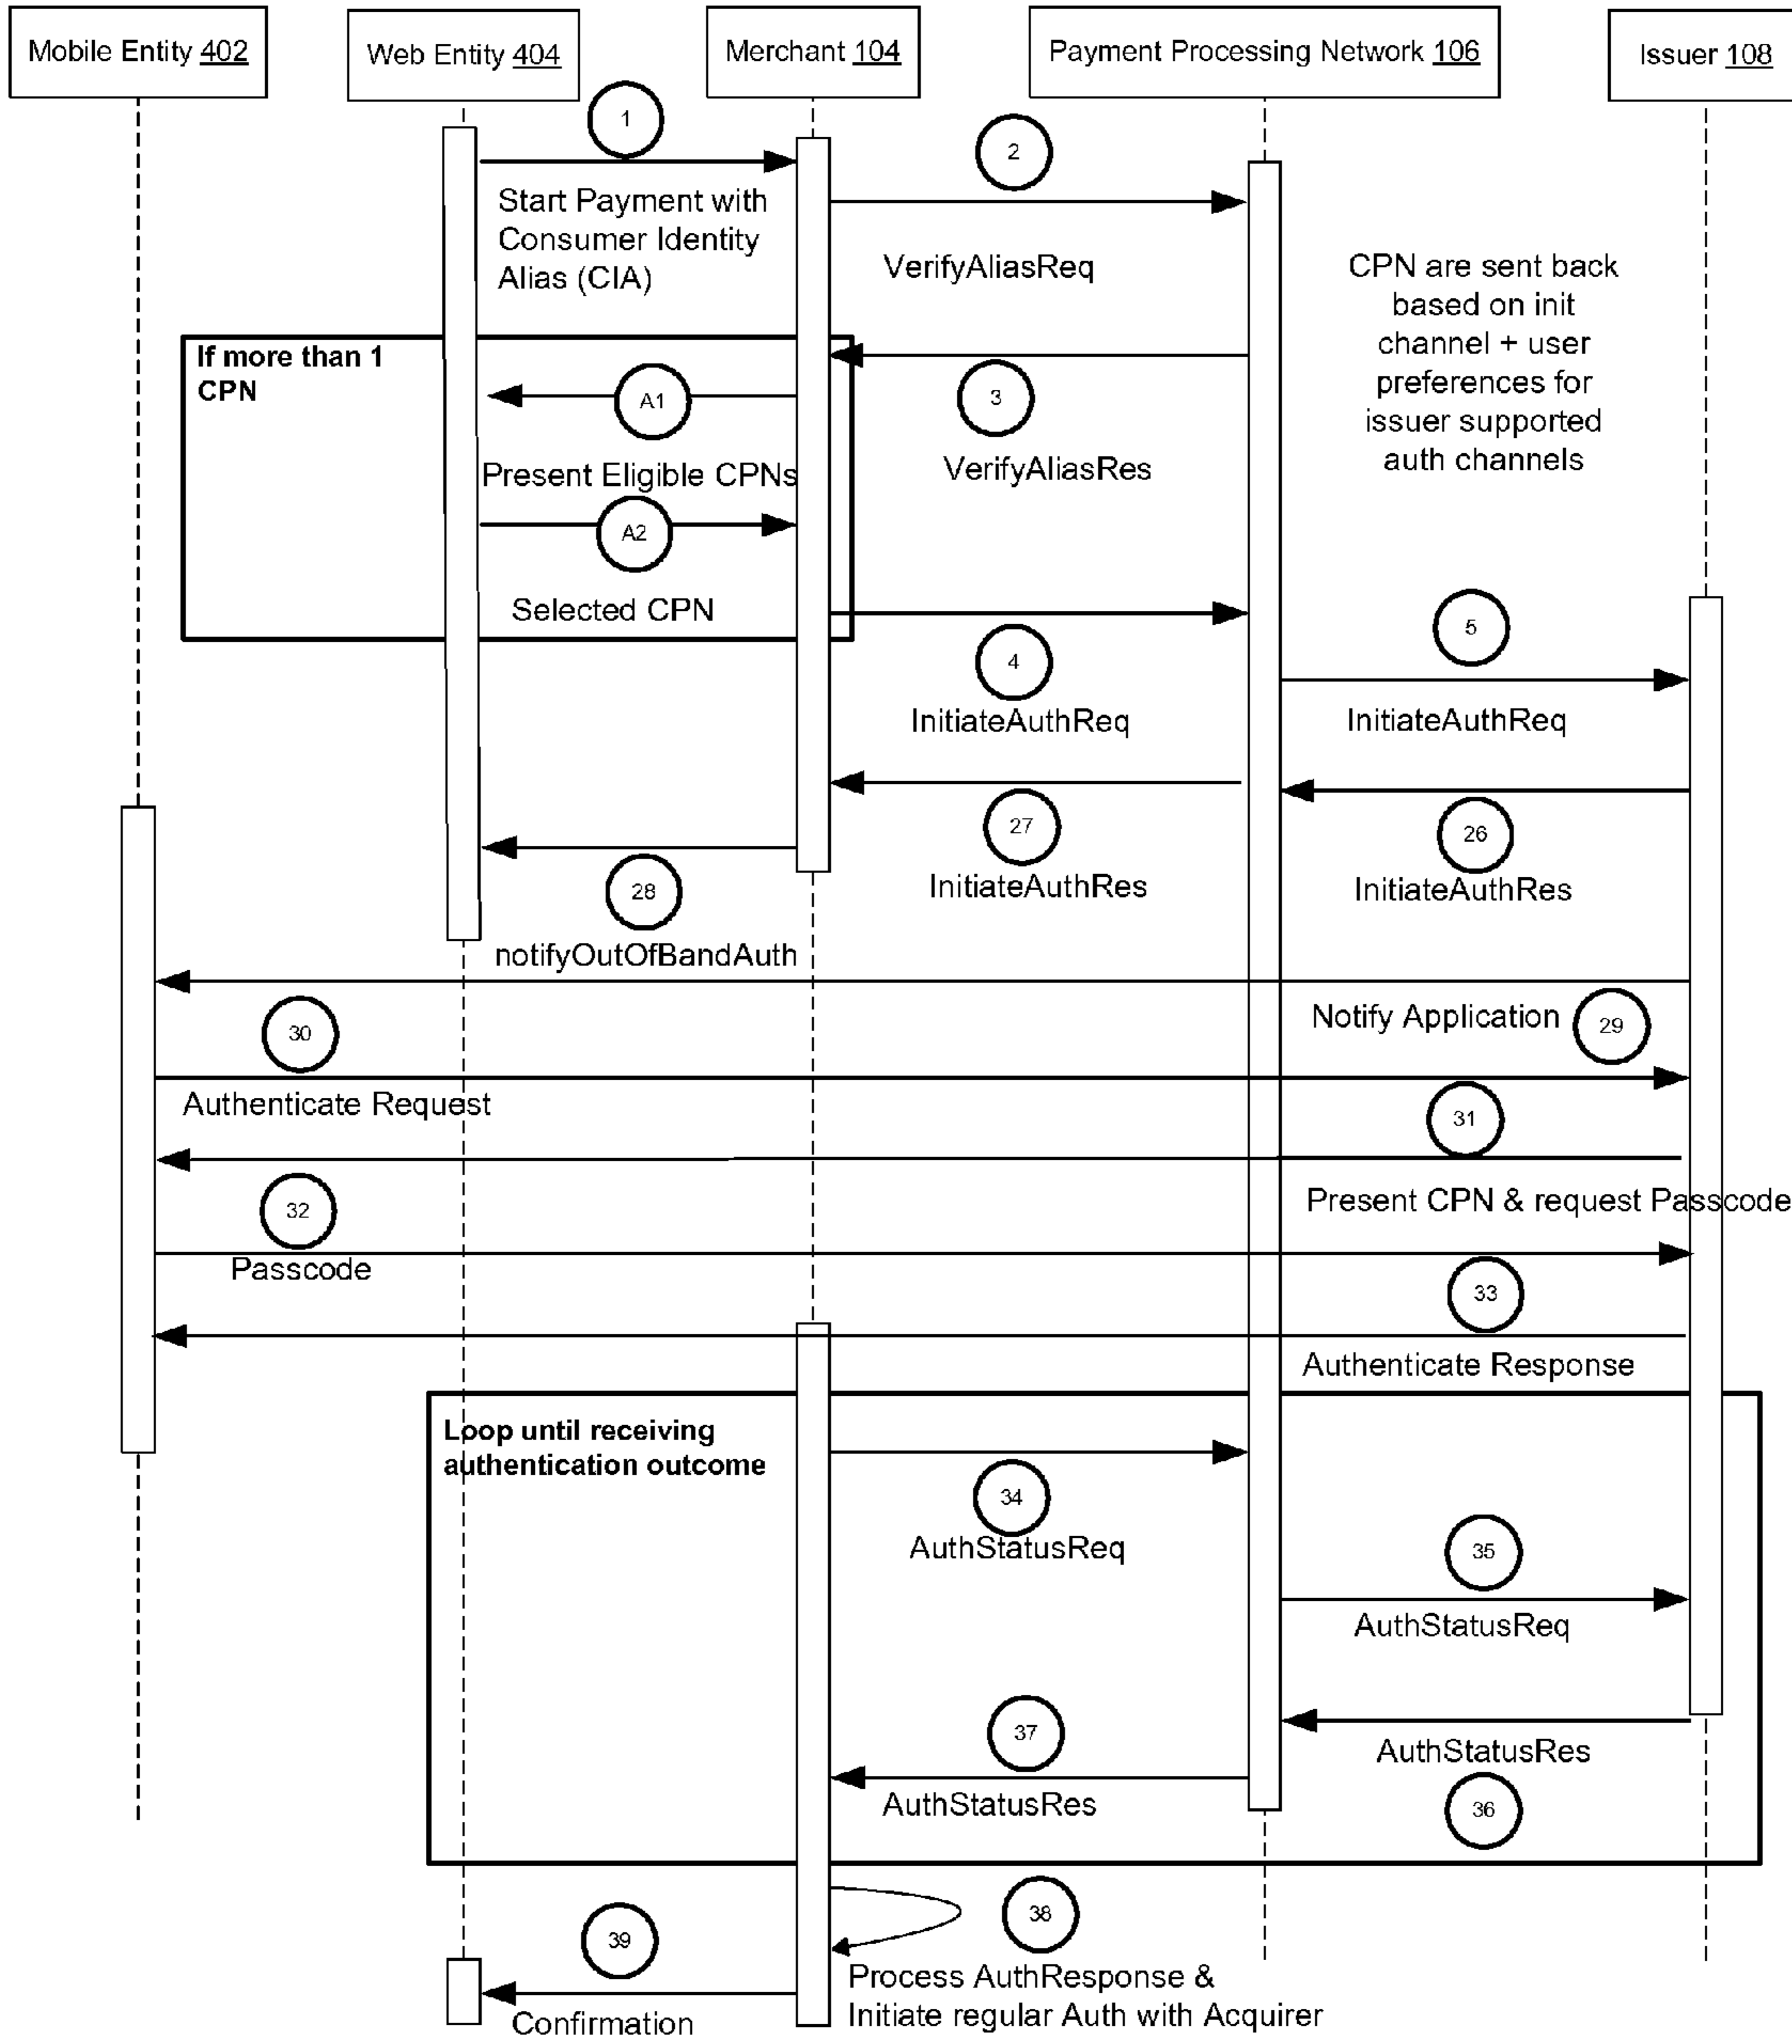 Mobile Entity 402
Web Entity 404
Merchant 104
Payment Processing Network 106
Issuer 108
1
Start Payment with
Consumer Identity
Alias (CIA)
2
VerifyAliasReq
CPN are sent back
based on init
channel + user
preferences for
issuer supported
auth channels
If more than 1
CPN
A1
Present Eligible CPNs
3
VerifyAliasRes
A2
Selected CPN
4
InitiateAuthReq
5
InitiateAuthReq
27
InitiateAuthRes
26
InitiateAuthRes
28
notifyOutOfBandAuth
Notify Application
29
30
Authenticate Request
31
Present CPN & request Passcode
32
Passcode
33
Authenticate Response
Loop until receiving
authentication outcome
34
AuthStatusReq
35
AuthStatusReq
37
AuthStatusRes
AuthStatusRes
36
38
Process AuthResponse &
Initiate regular Auth with Acquirer
39
Confirmation